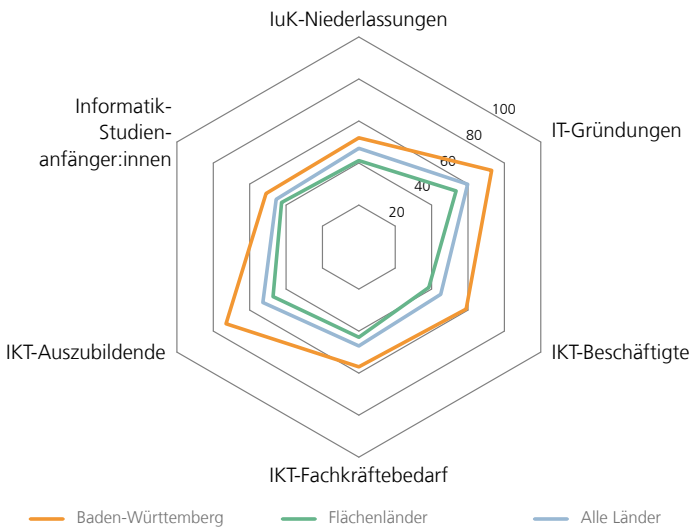 IuK-Niederlassungen
Informatik-
Studien-
anfänger:innen
100
IT-Gründungen
80
60
40
20
IKT-Auszubildende
IKT-Beschäftigte
IKT-Fachkräftebedarf
Baden-Württemberg
Flächenländer
Alle Länder